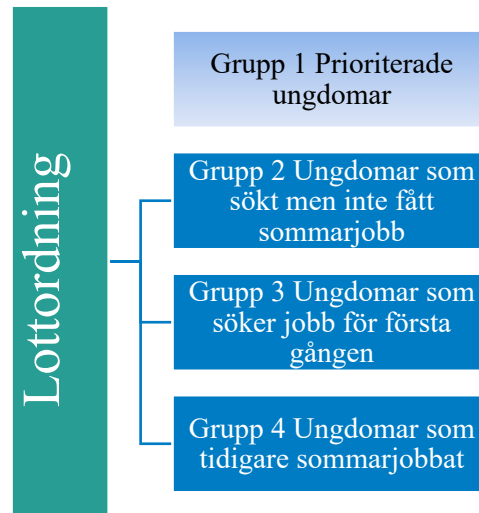 Lottordning
Grupp 1 Prioriterade
ungdomar
Grupp 2 Ungdomar som
sökt men inte fått
sommarjobb
Grupp 3 Ungdomar som
söker jobb för första
gången
Grupp 4 Ungdomar som
tidigare sommarjobbat